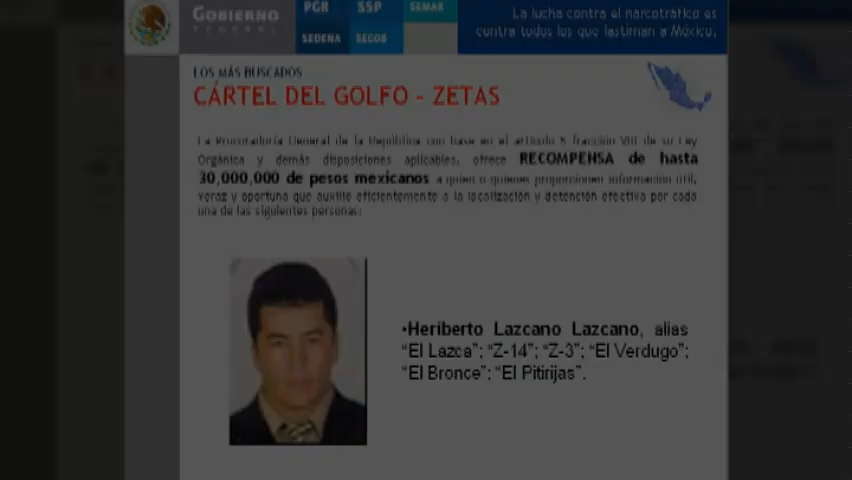 GOBIERNO
FEDERAL
PGR SSP SEMAR
SEDENA SEGOB
La lucha contra el narcotráfico es
contra todos los que lastiman a México.
LOS MÁS BUSCADOS
CÁRTEL DEL GOLFO - ZETAS
La Procuraduría General de la República con base en el artículo 5 fracción VIII de su Ley
Orgánica y demás disposiciones aplicables, ofrece RECOMPENSA de hasta
30,000,000 de pesos mexicanos a quien o quienes proporcionen información útil,
veraz y oportuna que auxilie eficientemente a la localización y detención efectiva por cada
una de las siguientes personas:
•Heriberto Lazcano Lazcano, alias
“El Lazca”; “Z-14”; “Z-3”; “El Verdugo”;
“El Bronce”; “El Pitirijas”.